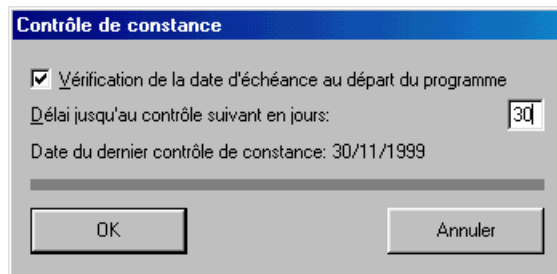 Contrôle de constance
Vérification de la date d'échéance au départ du programme
Délai jusqu'au contrôle suivant en jours: 30
Date du dernier contrôle de constance: 30/11/1999
OK Annuler